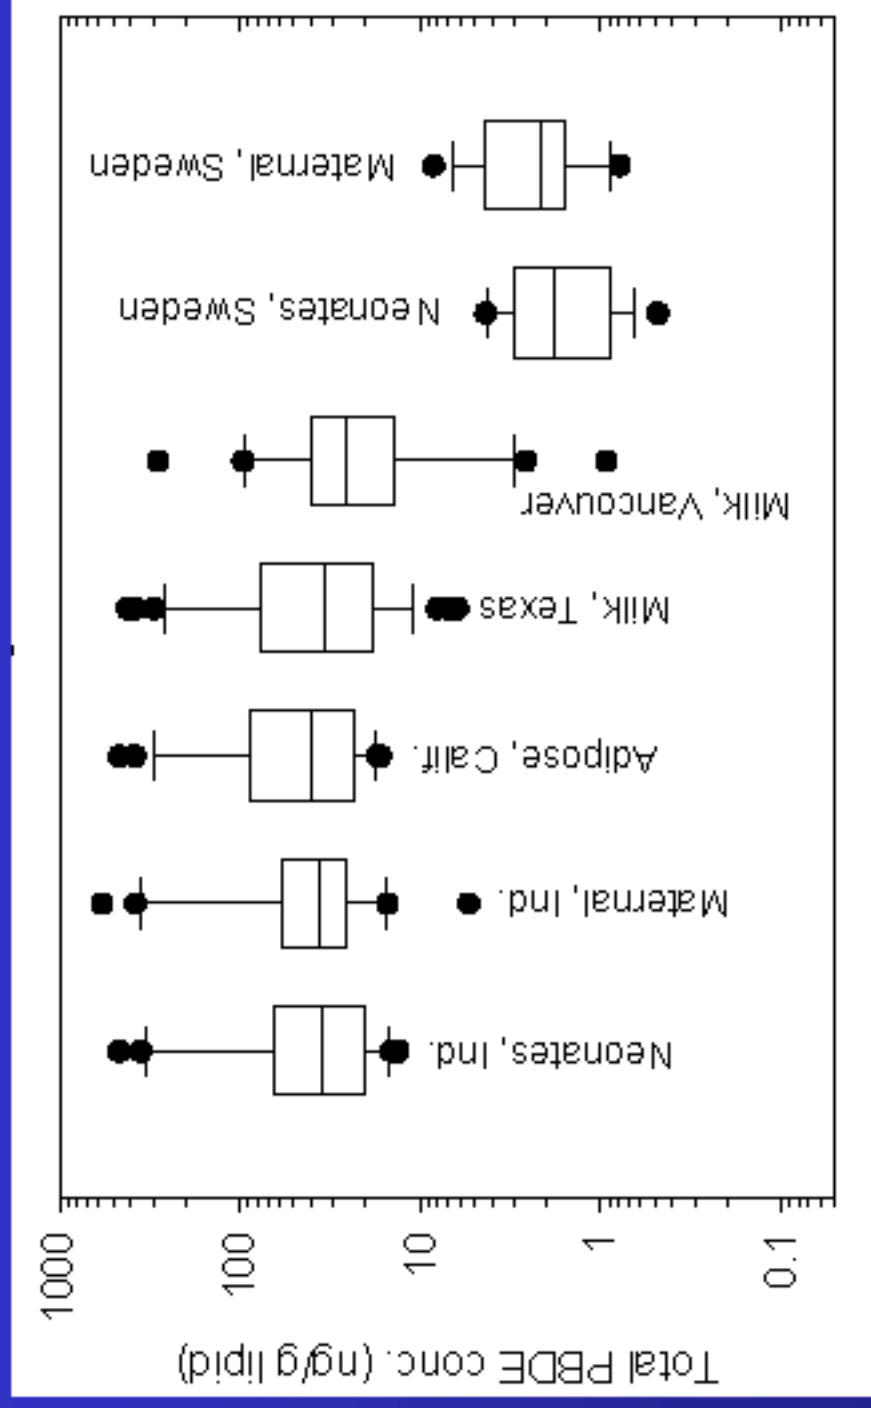 Total PBDE conc. (ng/g lipid)
0.1
1
10
100
1000
Neonates, Ind.
Maternal, Ind.
Adipose, Calif.
Milk, Texas
Milk, Vancouver
Neonates, Sweden
Maternal, Sweden